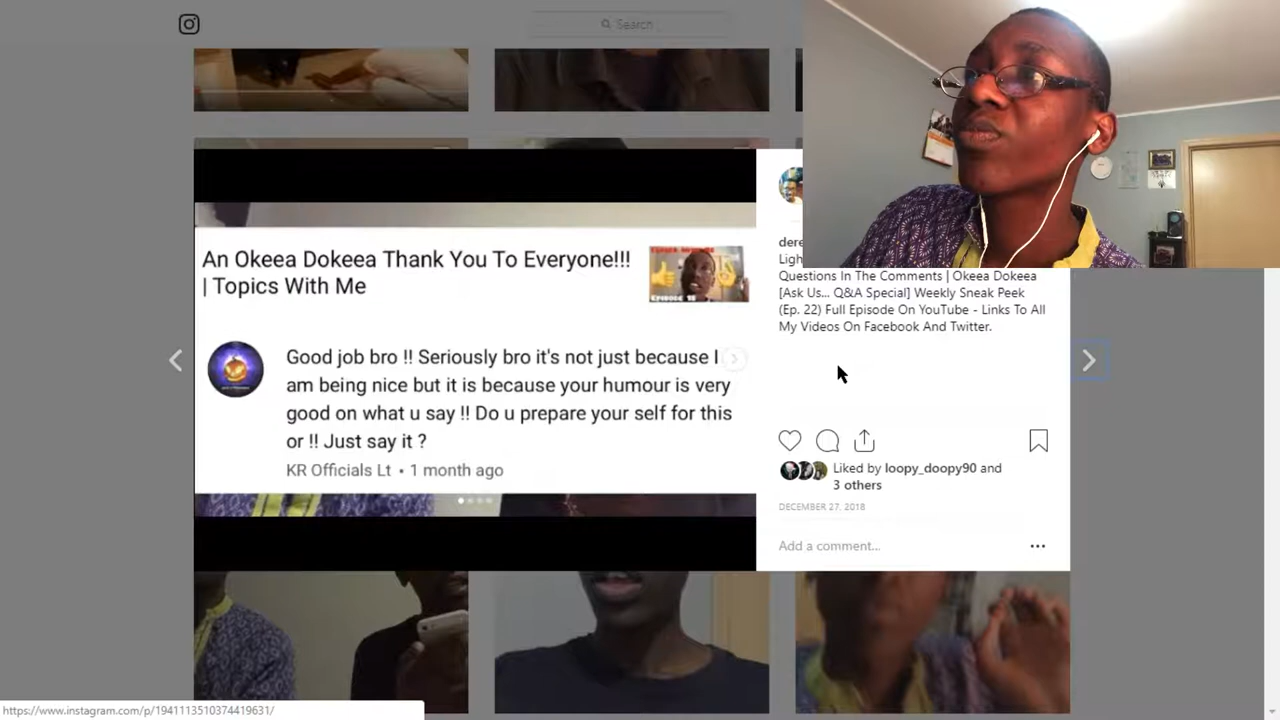 Search
An Okeea Dokeea Thank You To Everyone!!!
| Topics With Me
Good job bro !! Seriously bro it's not just because I
am being nice but it is because your humour is very
good on what u say !! Do u prepare your self for this
or !! Just say it ?
KR Officials Lt • 1 month ago
dere
Ligh
Questions In The Comments | Okeea Dokeea
[Ask Us... Q&A Special] Weekly Sneak Peek
(Ep. 22) Full Episode On YouTube - Links To All
My Videos On Facebook And Twitter.
Liked by loopy_doopy90 and
3 others
DECEMBER 27, 2018
Add a comment...
https://www.instagram.com/p/1941113510374419631/